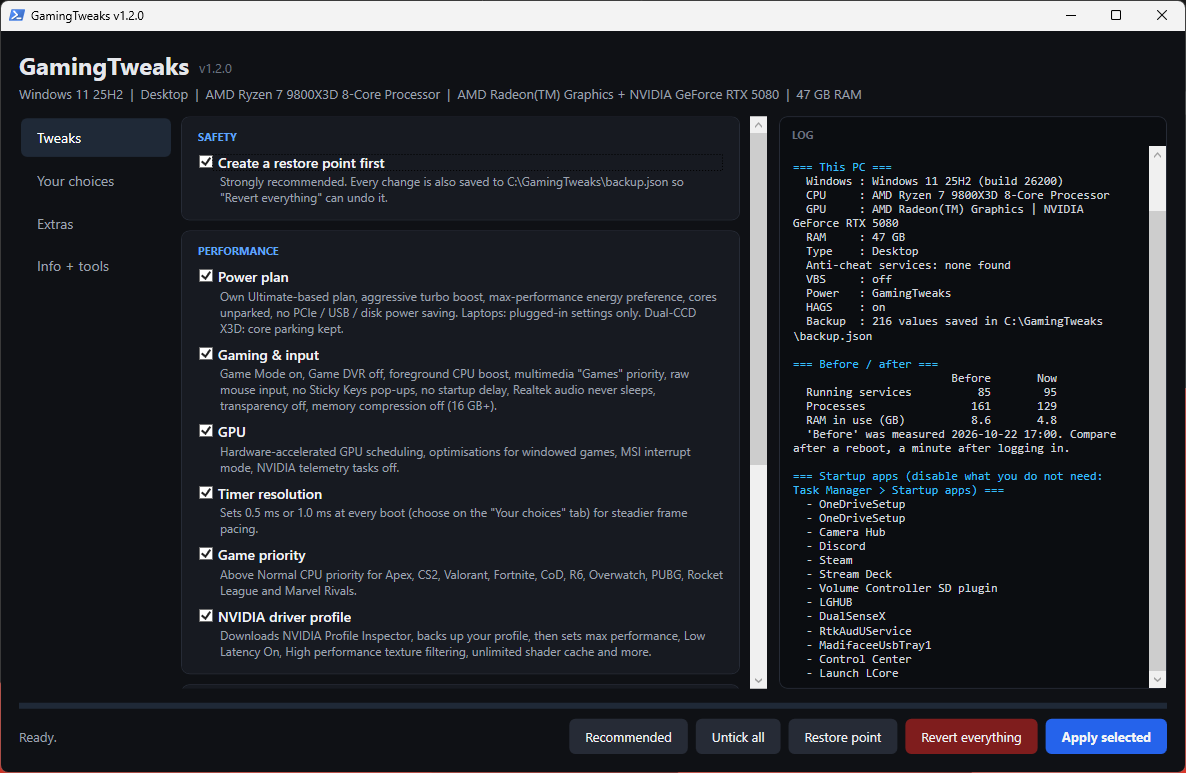 GamingTweaks v1.2.0
GamingTweaks v1.2.0
Windows 11 25H2 | Desktop | AMD Ryzen 7 9800X3D 8-Core Processor | AMD Radeon(TM) Graphics + NVIDIA GeForce RTX 5080 | 47 GB RAM
Tweaks
Your choices
Extras
Info + tools
SAFETY
Create a restore point first
Strongly recommended. Every change is also saved to C:\GamingTweaks\backup.json so
"Revert everything" can undo it.
PERFORMANCE
Power plan
Own Ultimate-based plan, aggressive turbo boost, max-performance energy preference, cores
unparked, no PCIe / USB / disk power saving. Laptops: plugged-in settings only. Dual-CCD
X3D: core parking kept.
Gaming & input
Game Mode on, Game DVR off, foreground CPU boost, multimedia "Games" priority, raw
mouse input, no Sticky Keys pop-ups, no startup delay, Realtek audio never sleeps,
transparency off, memory compression off (16 GB+).
GPU
Hardware-accelerated GPU scheduling, optimisations for windowed games, MSI interrupt
mode, NVIDIA telemetry tasks off.
Timer resolution
Sets 0.5 ms or 1.0 ms at every boot (choose on the "Your choices" tab) for steadier frame
pacing.
Game priority
Above Normal CPU priority for Apex, CS2, Valorant, Fortnite, CoD, R6, Overwatch, PUBG, Rocket
League and Marvel Rivals.
NVIDIA driver profile
Downloads NVIDIA Profile Inspector, backs up your profile, then sets max performance, Low
Latency On, High performance texture filtering, unlimited shader cache and more.
LOG
=== This PC ===
Windows : Windows 11 25H2 (build 26200)
CPU : AMD Ryzen 7 9800X3D 8-Core Processor
GPU : AMD Radeon(TM) Graphics | NVIDIA
GeForce RTX 5080
RAM : 47 GB
Type : Desktop
Anti-cheat services: none found
VBS : off
Power : GamingTweaks
HAGS : on
Backup : 216 values saved in C:\GamingTweaks
\backup.json
=== Before / after ===
Before Now
Running services 85 95
Processes 161 129
RAM in use (GB) 8.6 4.8
'Before' was measured 2026-10-22 17:00. Compare
after a reboot, a minute after logging in.
=== Startup apps (disable what you do not need:
Task Manager > Startup apps) ===
- OneDriveSetup
- OneDriveSetup
- Camera Hub
- Discord
- Steam
- Stream Deck
- Volume Controller SD plugin
- LGHUB
- DualSenseX
- RtkAudUService
- MadifaceeUsbTray1
- Control Center
- Launch LCore
Ready.
Recommended
Untick all
Restore point
Revert everything
Apply selected